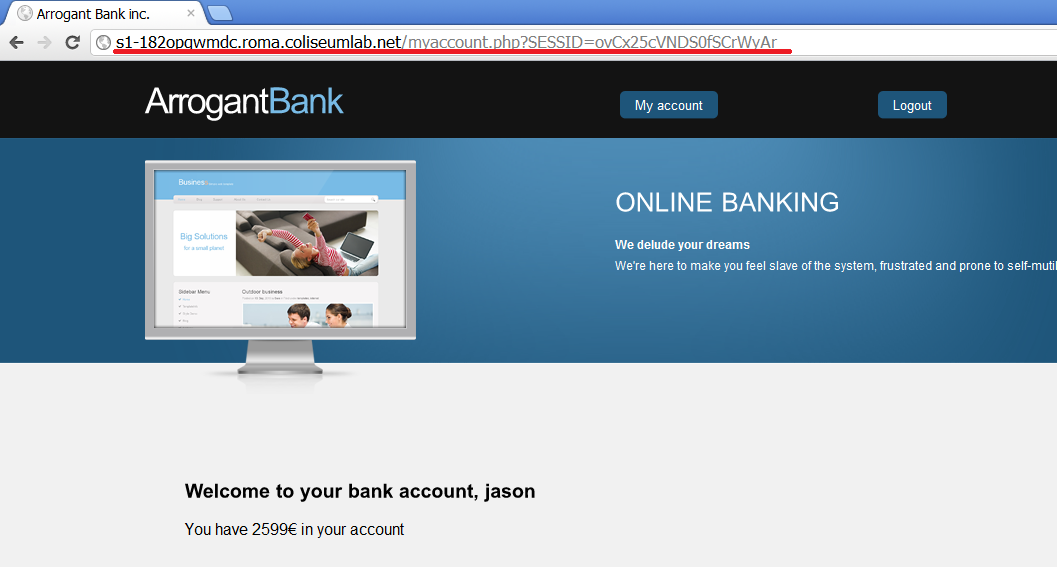 Arrogant Bank inc.
s1-182opqwmdc.roma.coliseumlab.net/myaccount.php?SESSID=ovCx25cVNDS0fSCrWyAr
ArrogantBank
My account
Logout
Business
Big Solutions
for a small planet
Sidebar Menu
Outdoor business
ONLINE BANKING
We delude your dreams
We're here to make you feel slave of the system, frustrated and prone to self-mutil
Welcome to your bank account, jason
You have 2599€ in your account